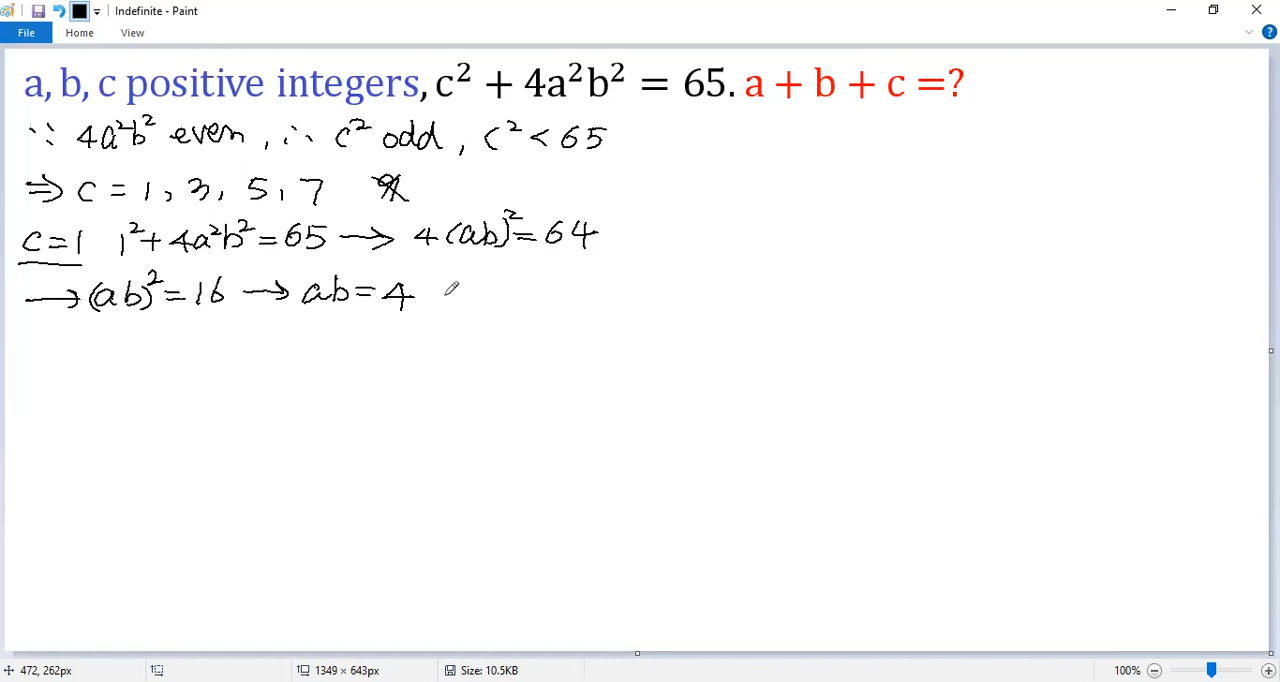 Indefinite - Paint
File Home View
a, b, c positive integers, c² + 4a²b² = 65. a + b + c =?
∵ 4a²b² even, ∴ c² odd, c² < 65
⇒ c = 1, 3, 5, 7
c=1 1²+4a²b²=65 → 4(ab)²=64
→ (ab)²=16 → ab=4
472, 262px 1349 × 643px Size: 10.5KB 100%